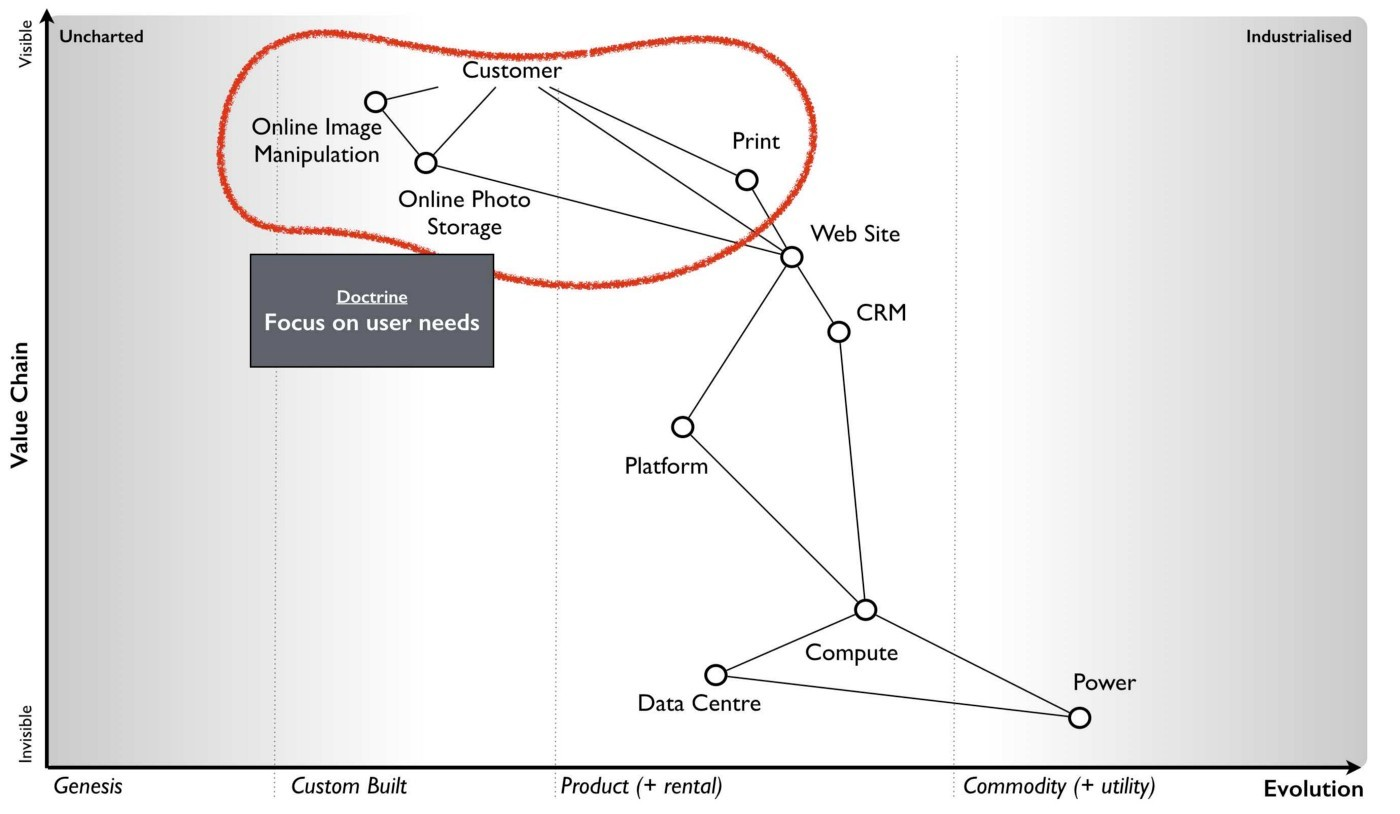 Visible
Uncharted
Industrialised
Customer
Online Image
Manipulation
Print
Online Photo
Storage
Web Site
Doctrine
Focus on user needs
CRM
Value Chain
Platform
Compute
Data Centre
Power
Invisible
Genesis
Custom Built
Product (+ rental)
Commodity (+ utility)
Evolution